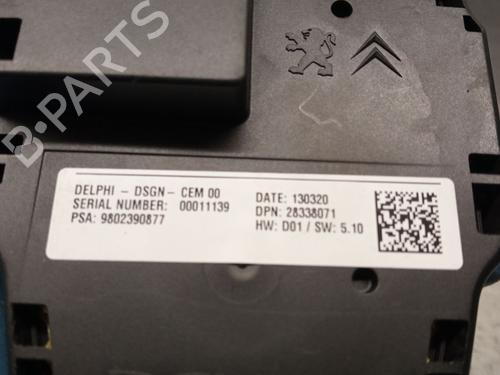 B-PARTS
DELPHI - DSGN - CEM 00
SERIAL NUMBER: 00011139
PSA: 9802390877
DATE: 130320
DPN: 28338071
HW: D01 / SW: 5.10